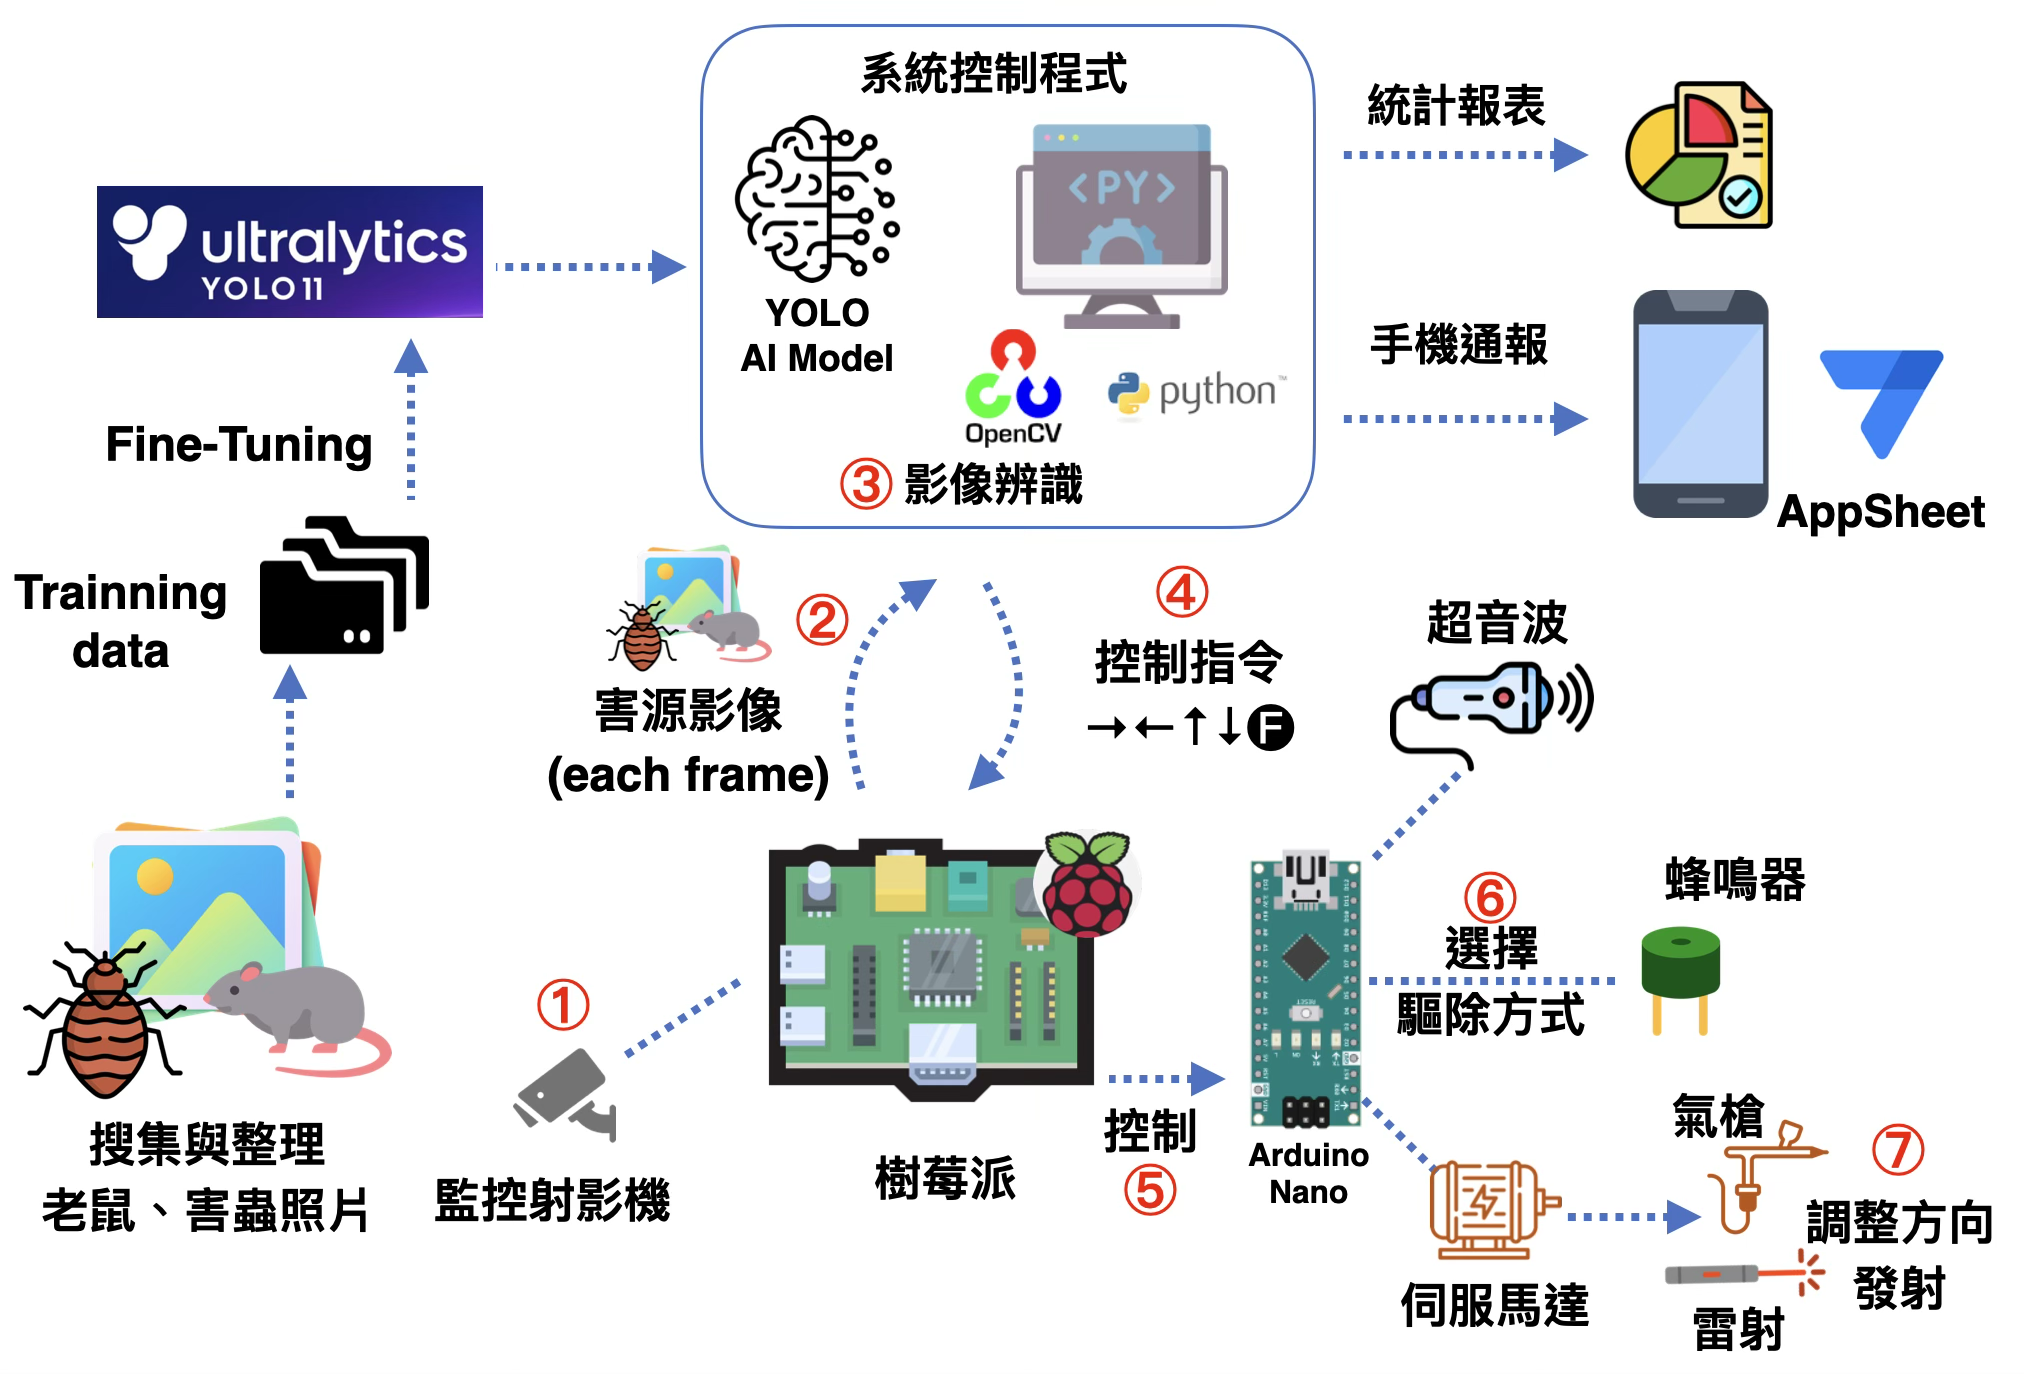 系統控制程式
<PY>
YOLO
AI Model
OpenCV
python™
③影像辨識
統計報表
手機通報
AppSheet
ultralytics
YOLO11
Fine-Tuning
Trainning
data
搜集與整理
老鼠、害蟲照片
②
害源影像
(each frame)
④
控制指令
→←↑↓🅕
①
監控射影機
樹莓派
控制
⑤
Arduino
Nano
超音波
⑥
選擇
驅除方式
蜂鳴器
伺服馬達
氣槍
⑦
調整方向
發射
雷射